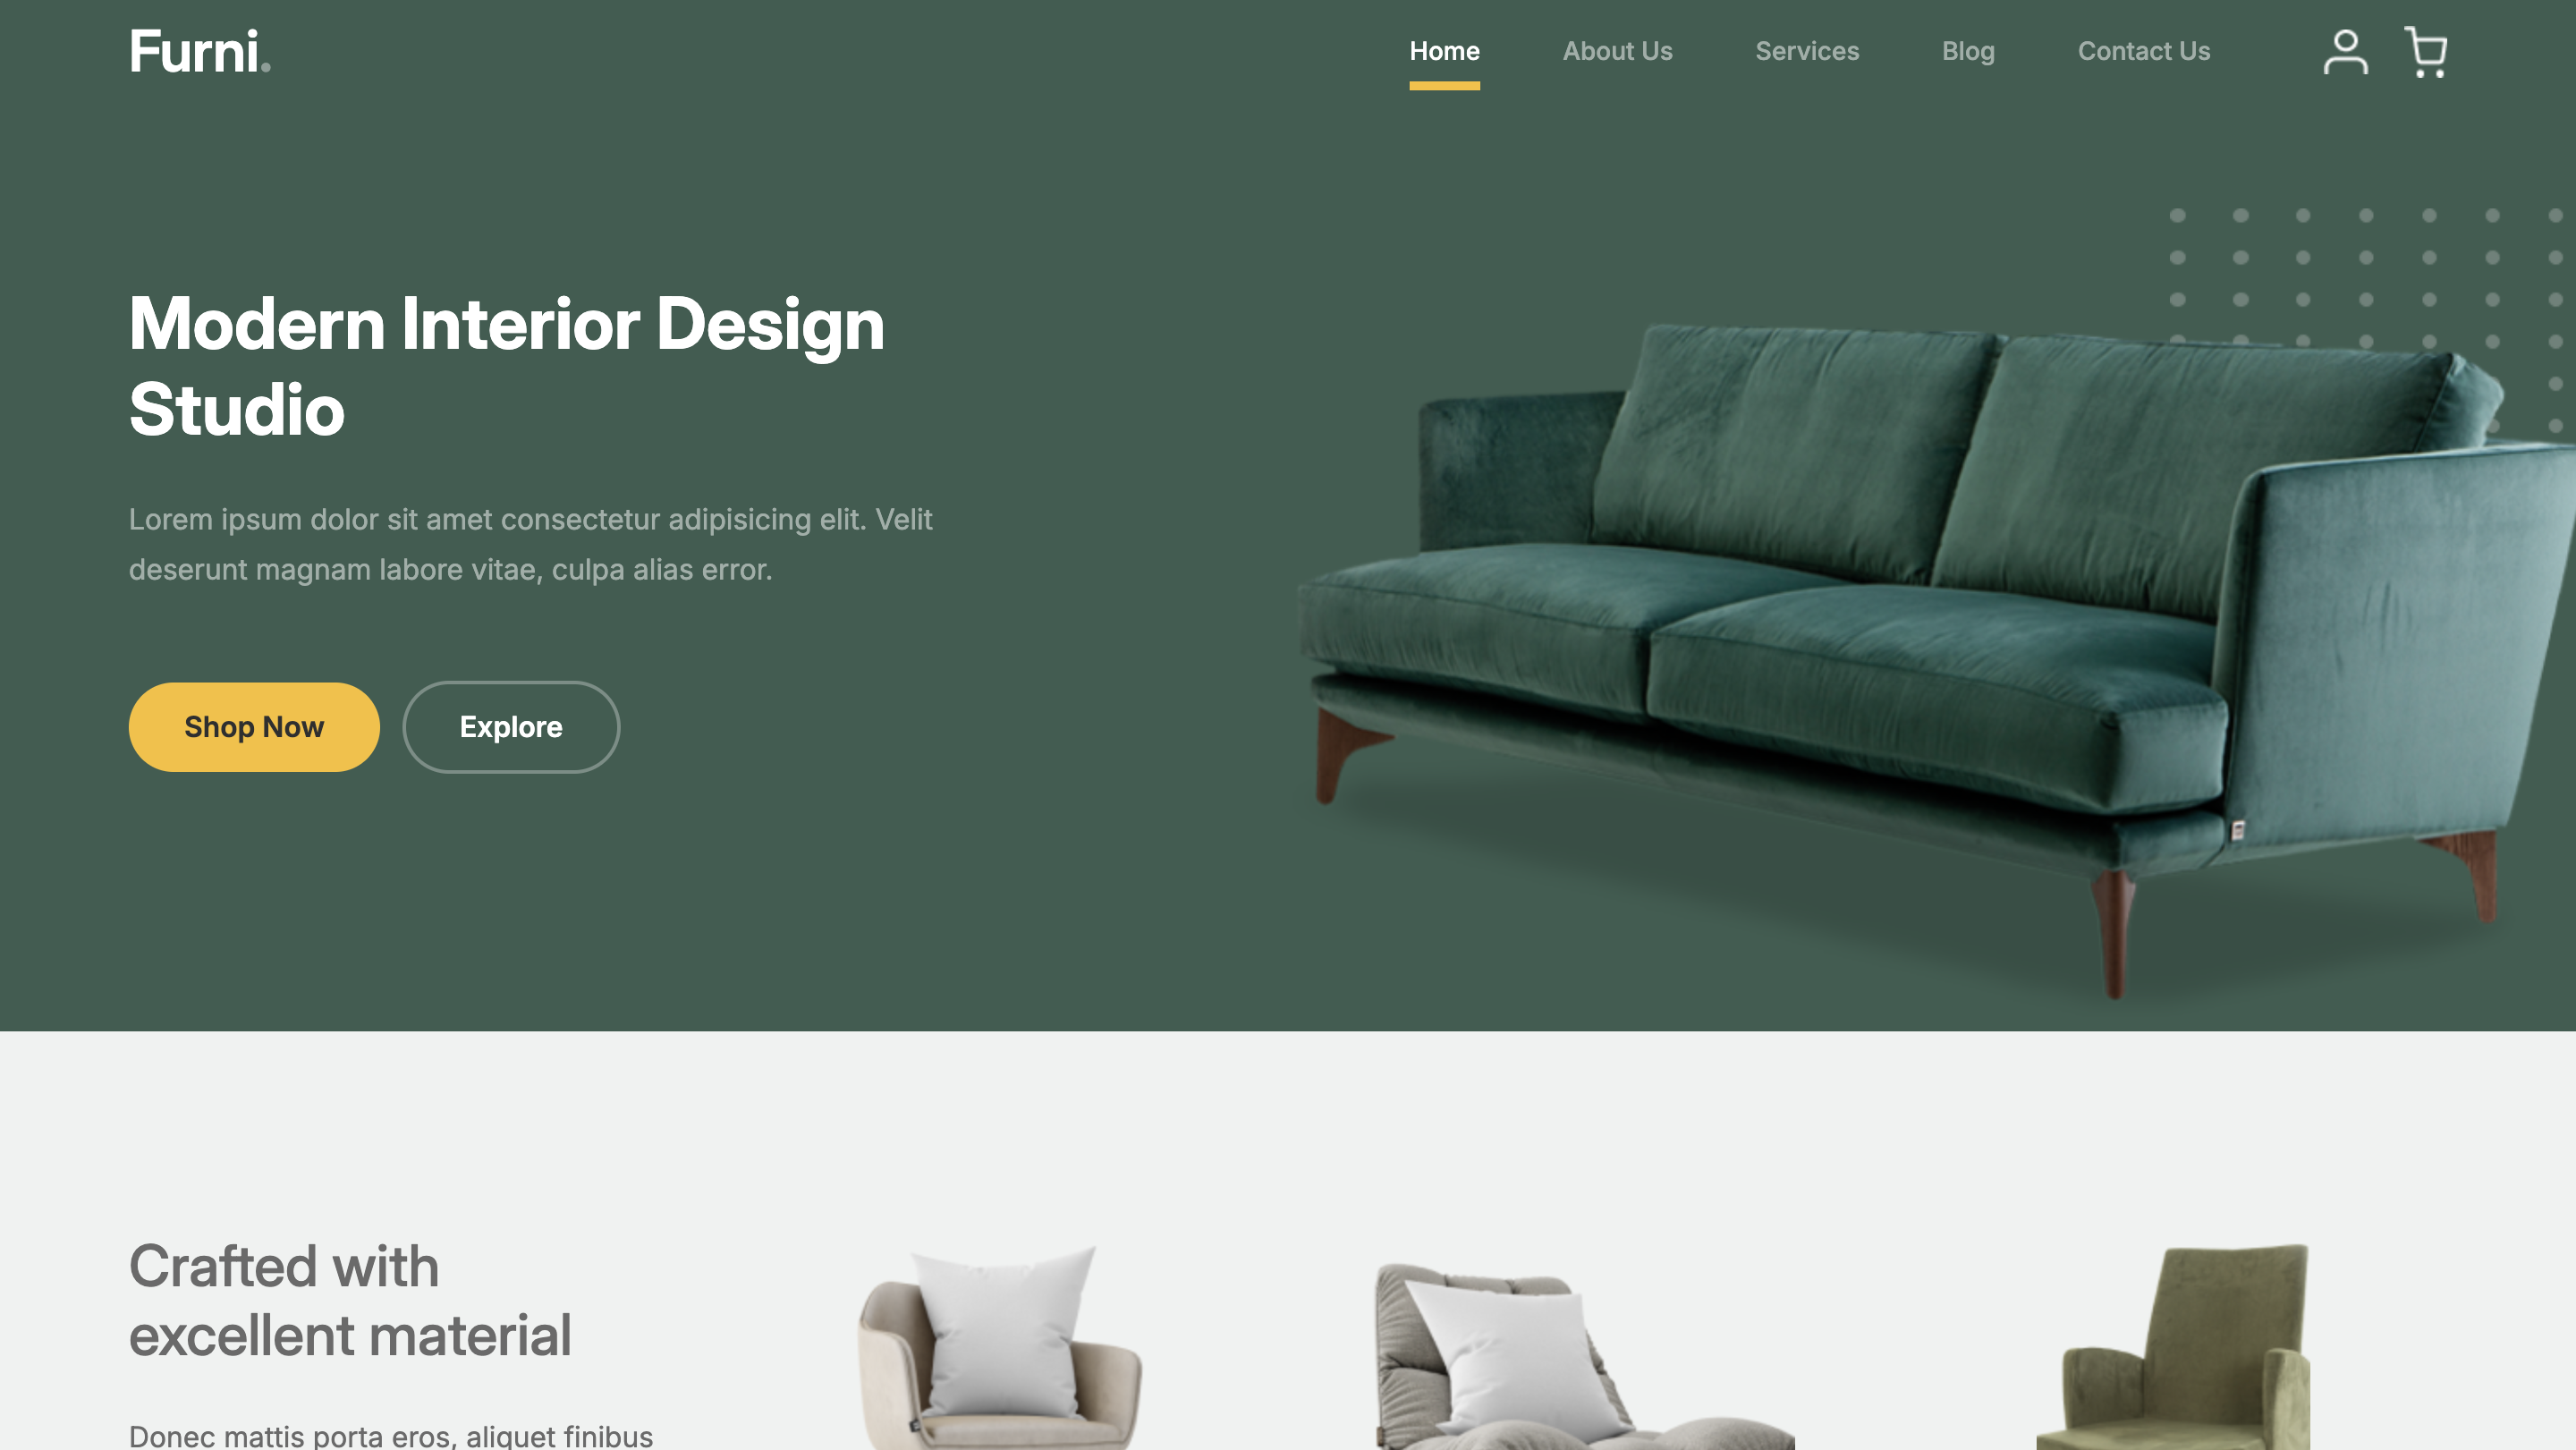 Furni.
Home
About Us
Services
Blog
Contact Us
Modern Interior Design
Studio
Lorem ipsum dolor sit amet consectetur adipisicing elit. Velit
deserunt magnam labore vitae, culpa alias error.
Shop Now
Explore
Crafted with
excellent material
Donec mattis porta eros, aliquet finibus